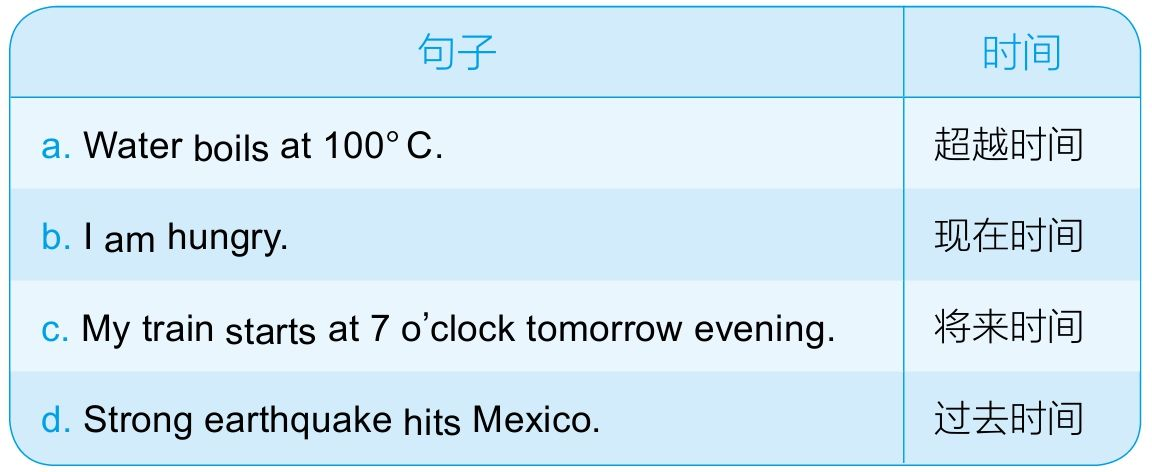 句子 时间
a. Water boils at 100°C. 超越时间
b. I am hungry. 现在时间
c. My train starts at 7 o’clock tomorrow evening. 将来时间
d. Strong earthquake hits Mexico. 过去时间